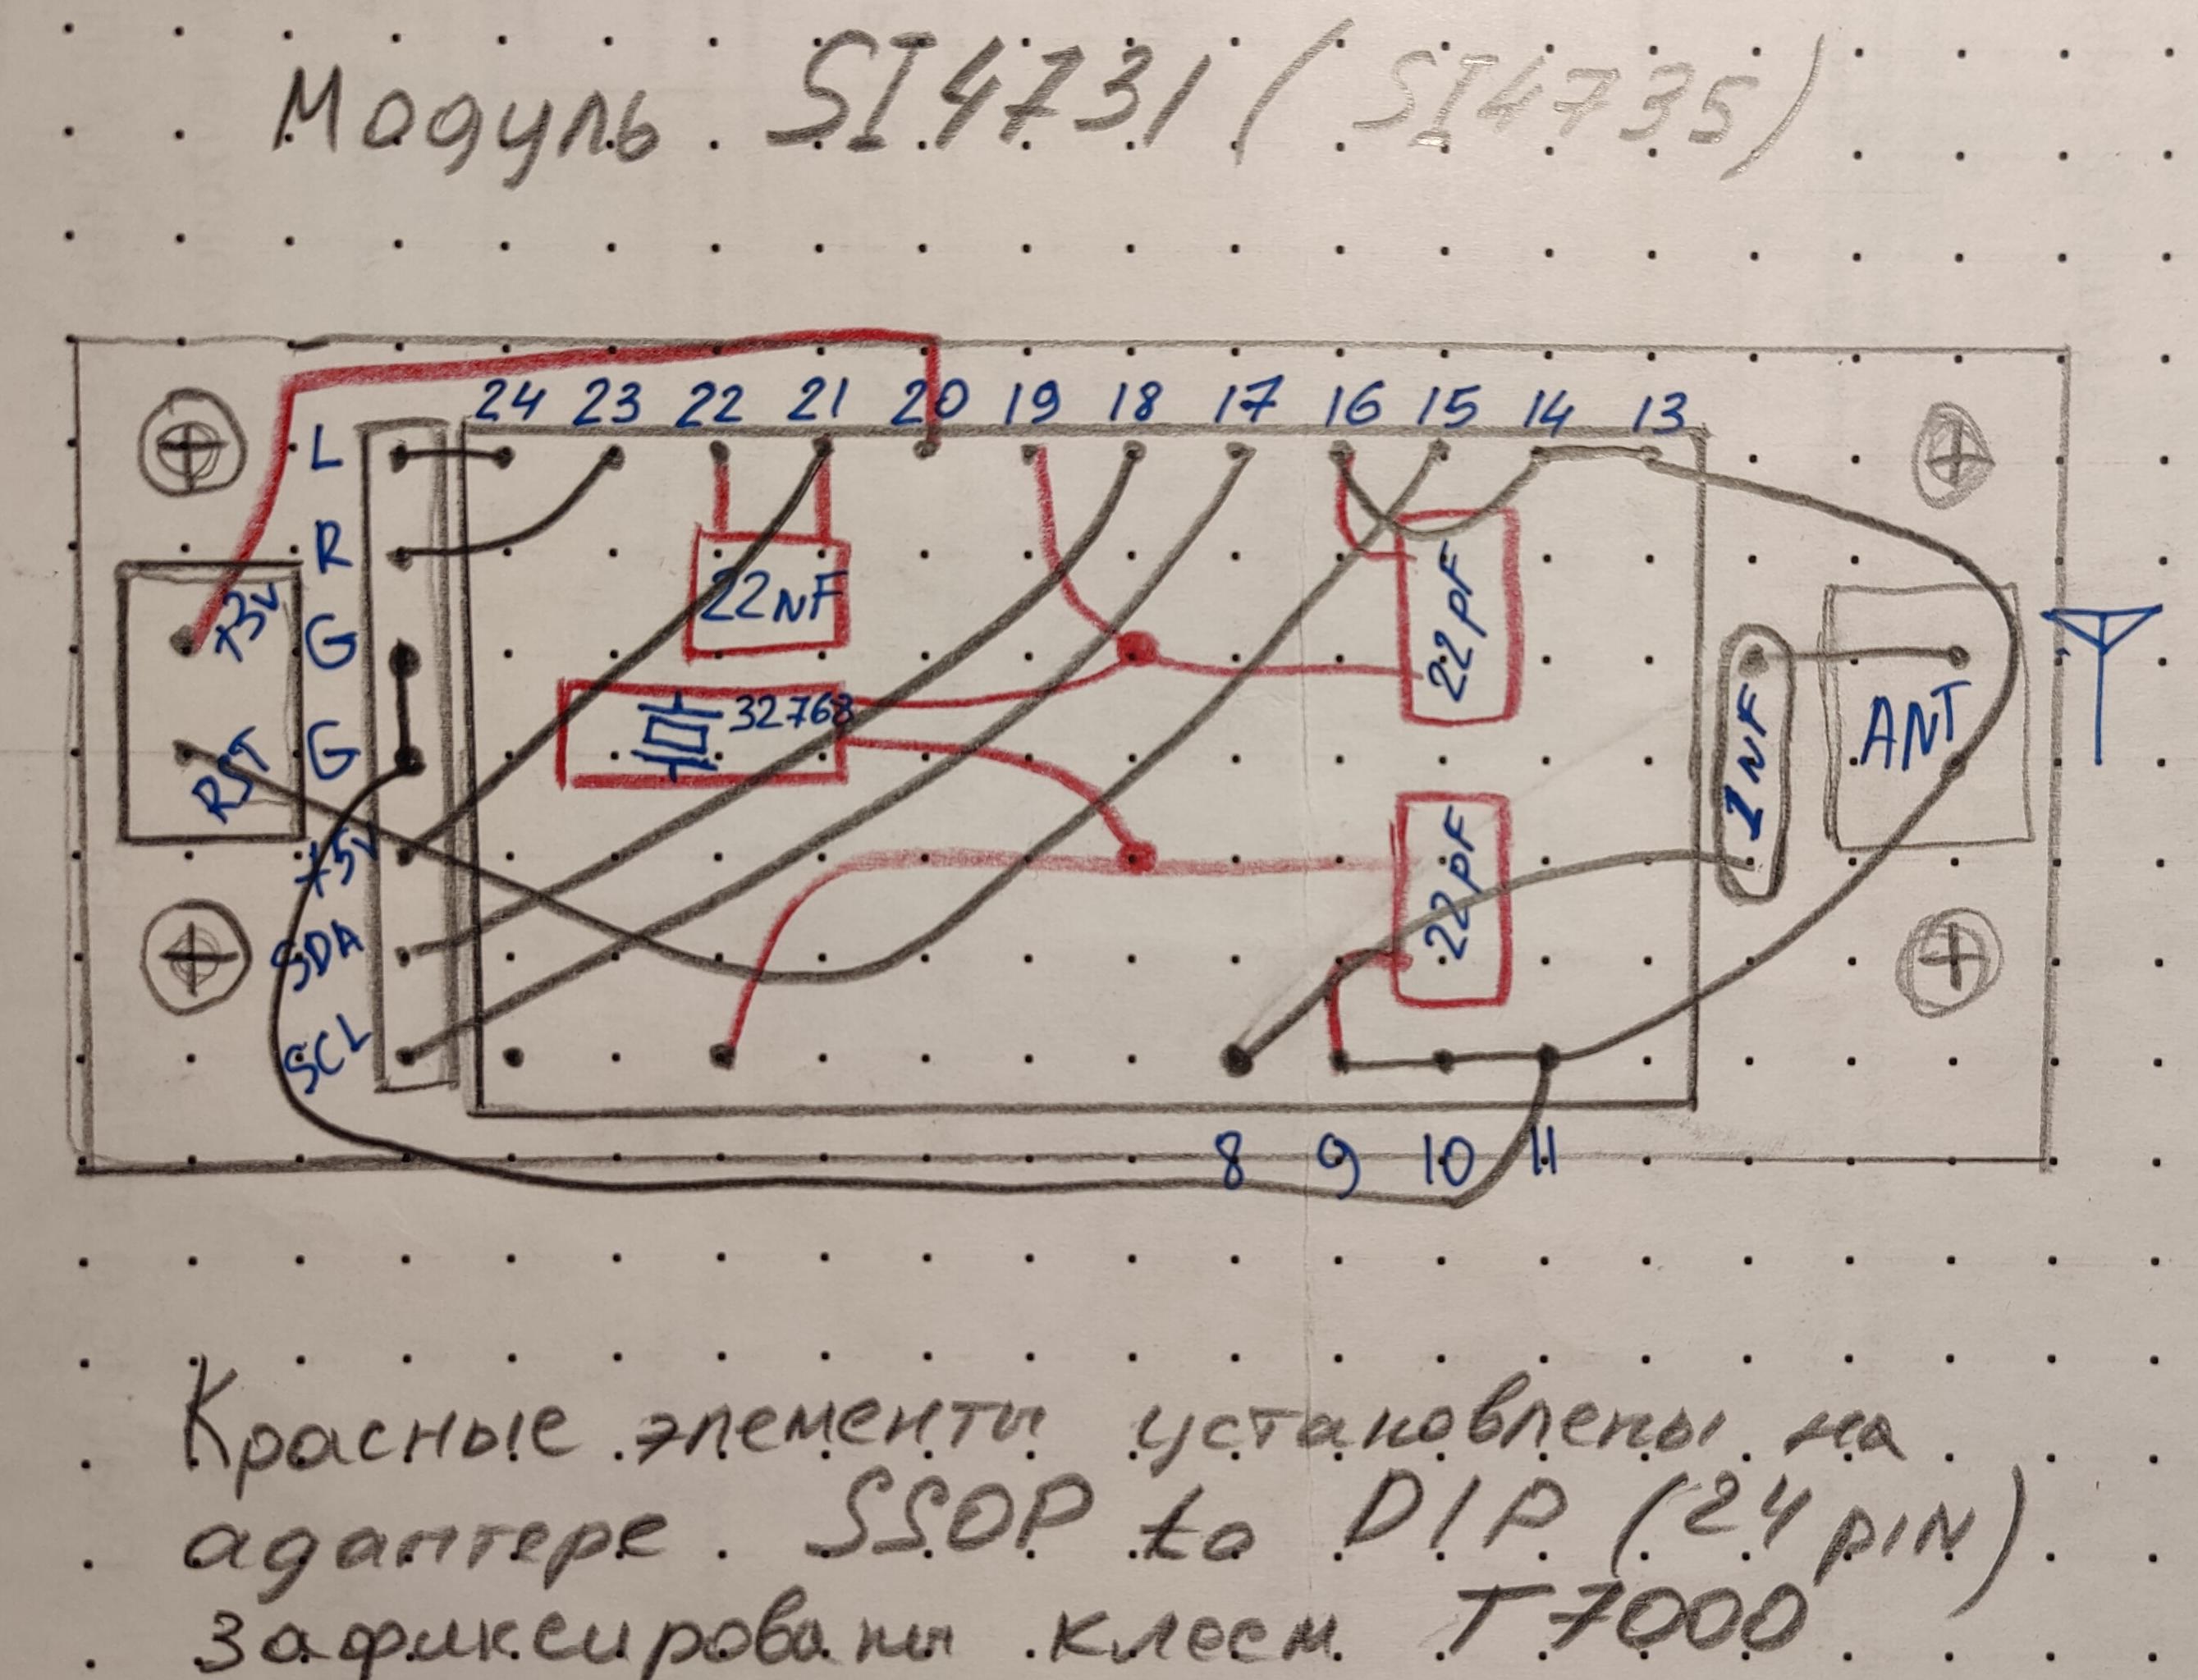 Модуль SI4731 (SI4735)
24 23 22 21 20 19 18 17 16 15 14 13
L
R
G
G
+5V
SDA
SCL
+3V
RST
22NF
32768
22pF
22pF
1NF
ANT
8 9 10 11
Красные элементы установлены на
адаптере SSOP to DIP (24 PIN)
зафиксированы клеем T7000